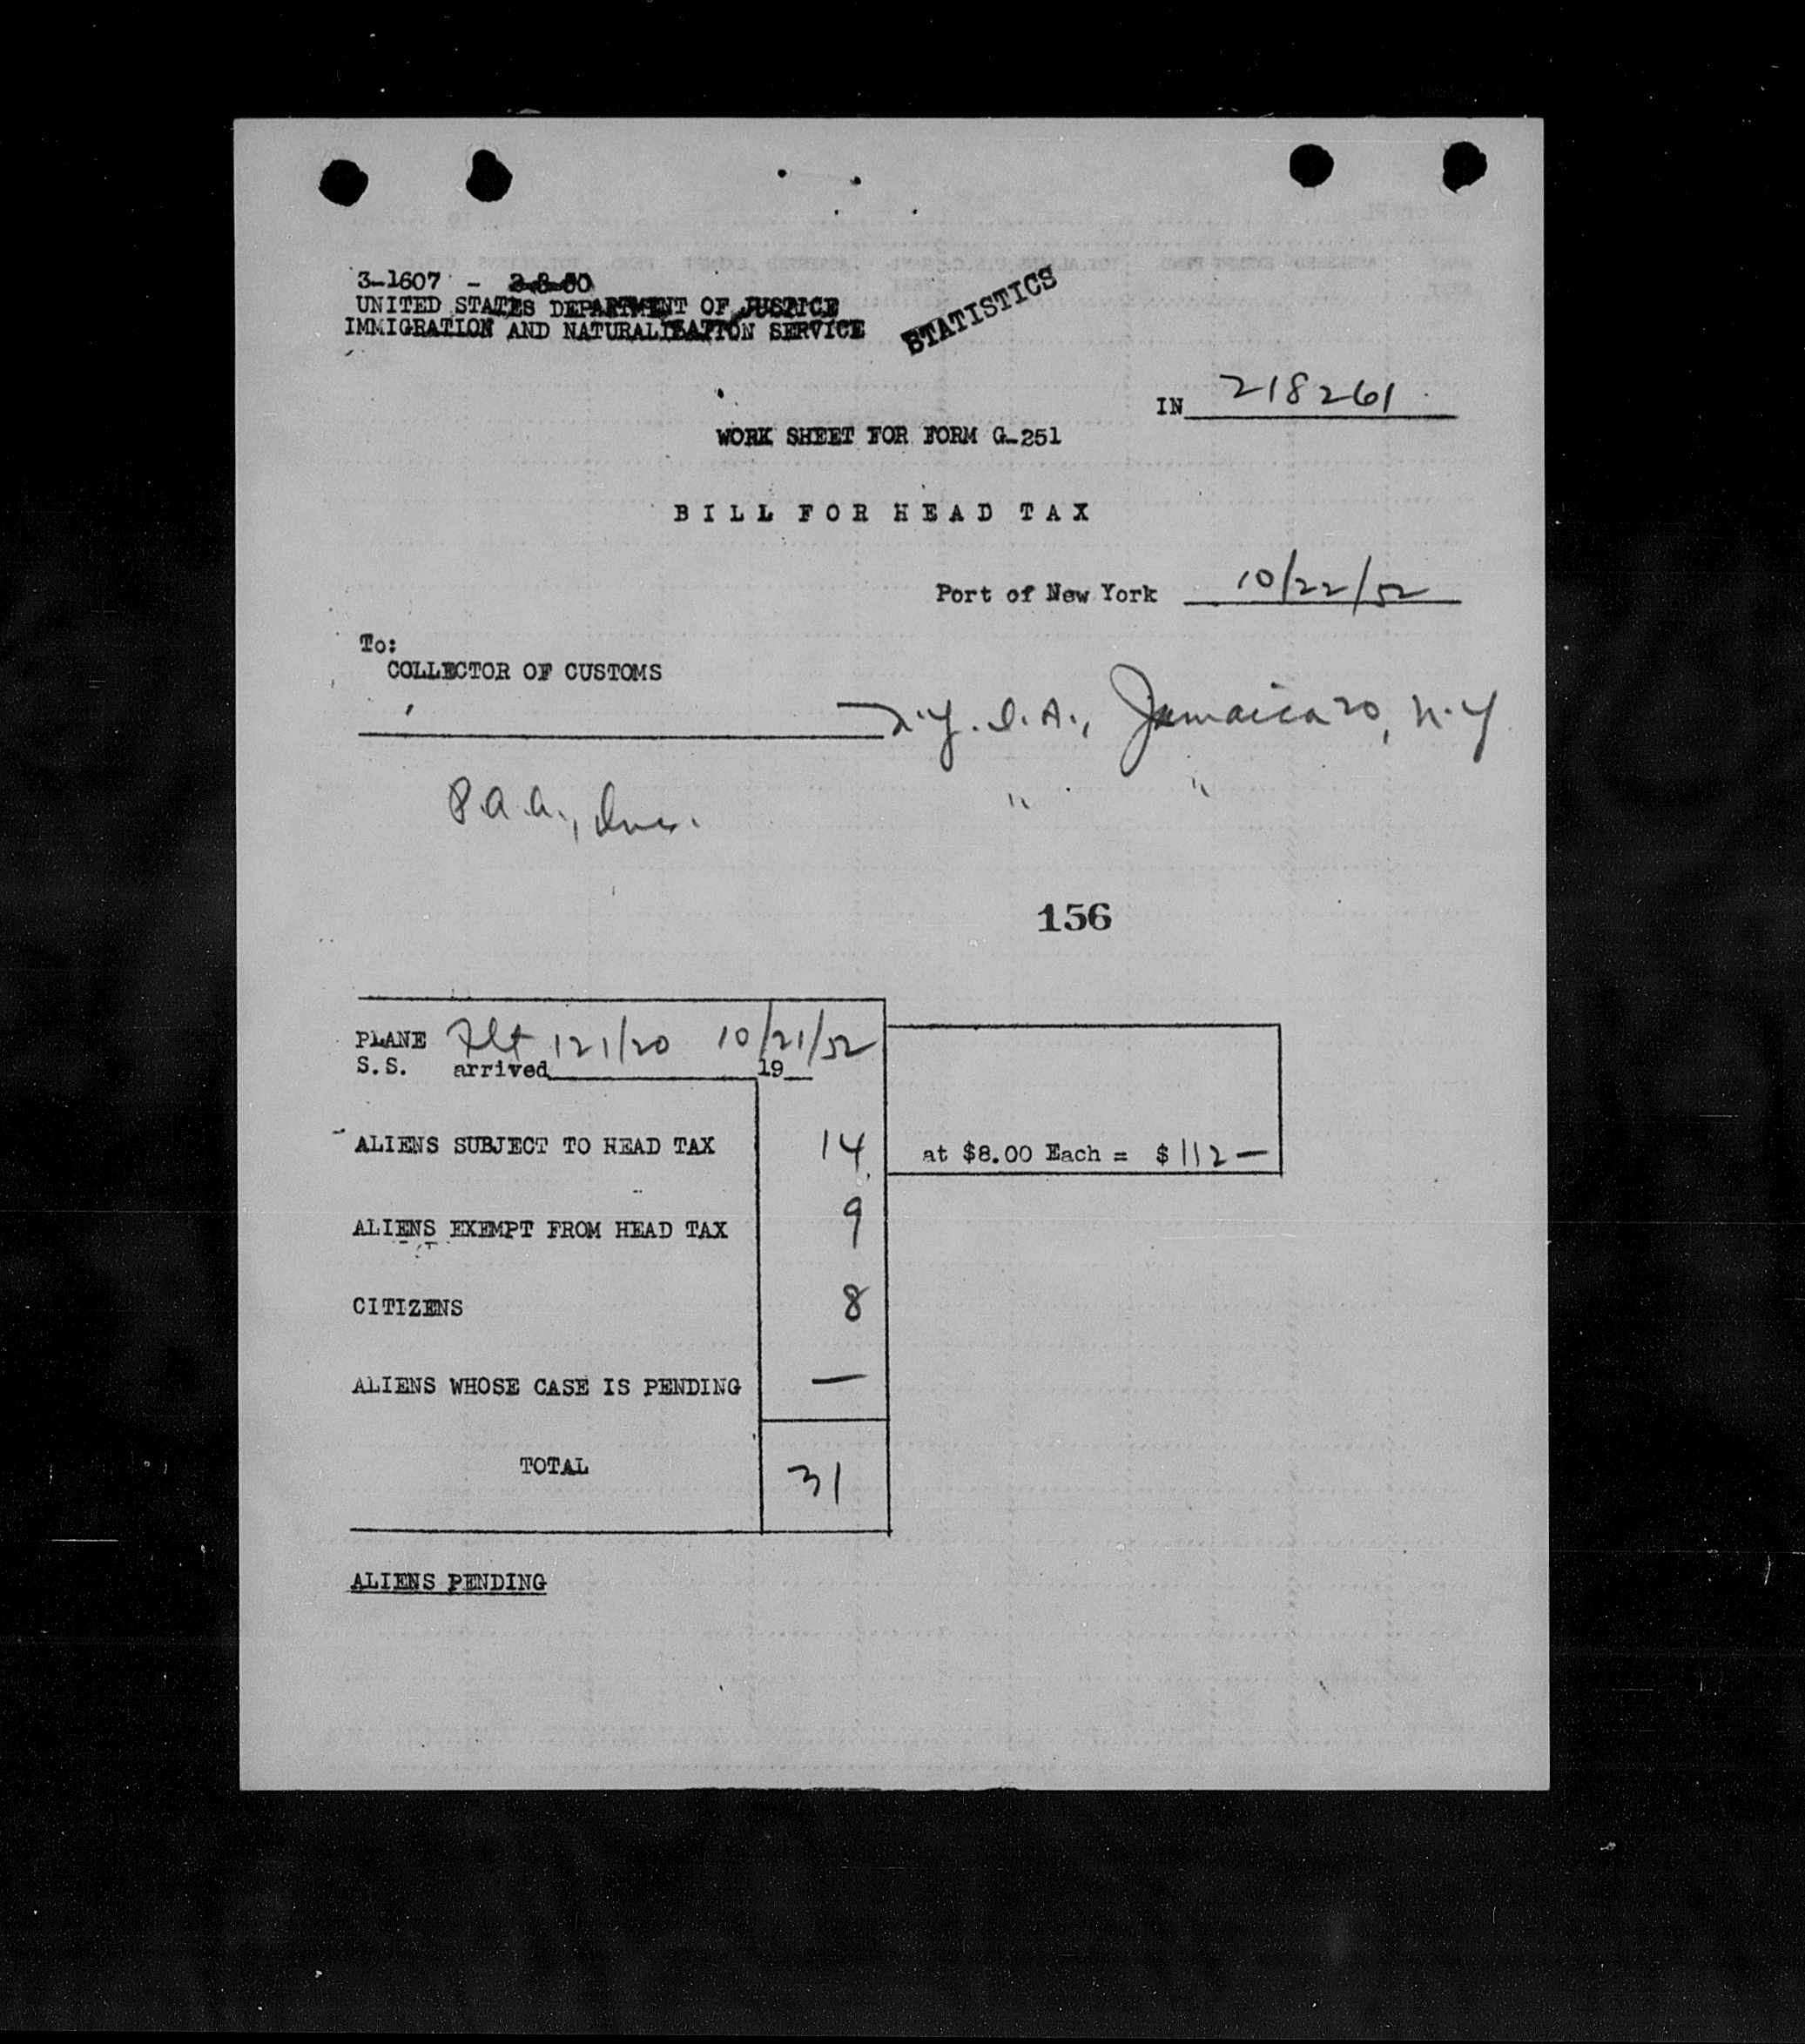 3-1607 - 2-8-50
UNITED STATES DEPARTMENT OF JUSTICE
IMMIGRATION AND NATURALIZATION SERVICE
STATISTICS
IN 218261
WORK SHEET FOR FORM G-251
BILL FOR HEAD TAX
Port of New York 10/22/52
To:
COLLECTOR OF CUSTOMS
N.Y. I.A., Jamaica 20, N.Y
P.A.A., Inc. " "
156
PLANE Flt 121/20 10/21/52
S.S. arrived 19
ALIENS SUBJECT TO HEAD TAX 14 at $8.00 Each = $112—
ALIENS EXEMPT FROM HEAD TAX 9
CITIZENS 8
ALIENS WHOSE CASE IS PENDING —
TOTAL 31
ALIENS PENDING